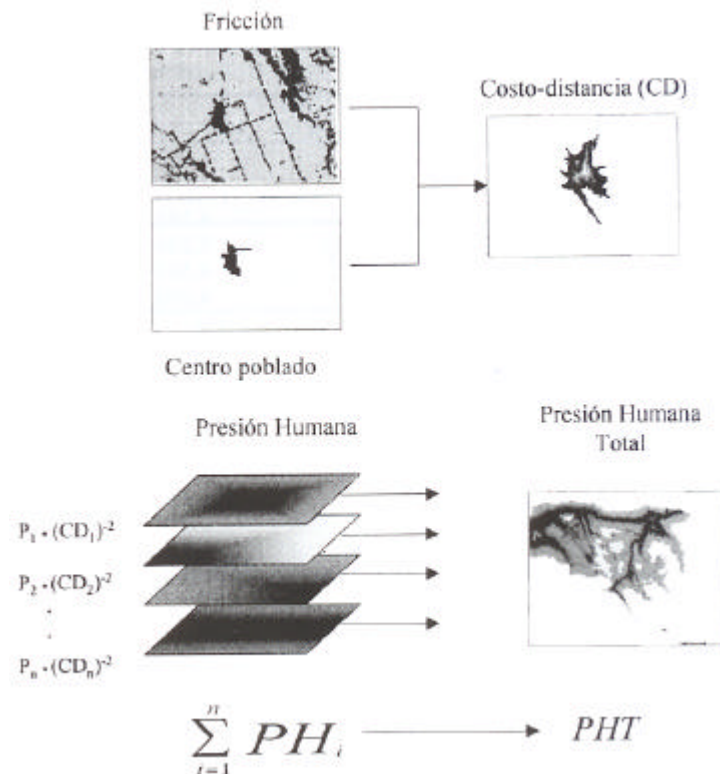 Fricción
Costo-distancia (CD)
Centro poblado
Presión Humana
Presión Humana
Total
P₁ * (CD₁)⁻²
P₂ * (CD₂)⁻²
.
.
Pₙ * (CDₙ)⁻²
n
∑ PHᵢ
i=1
PHT